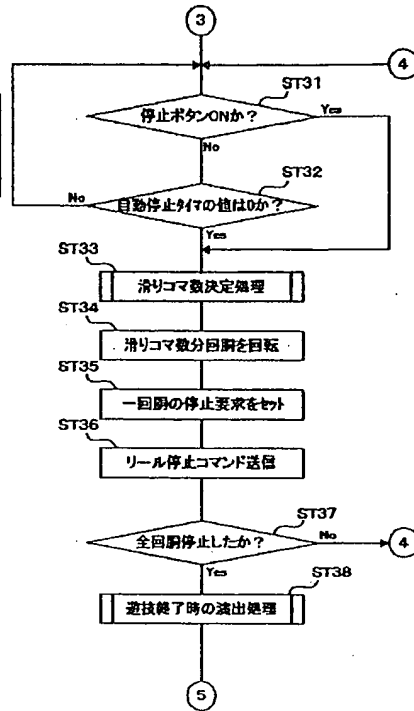 3
4
ST31
停止ボタンONか？
Yes
No
ST32
No
自動停止タイマの値は0か？
Yes
ST33
滑りコマ数決定処理
ST34
滑りコマ数分回胴を回転
ST35
一回胴の停止要求をセット
ST36
リール停止コマンド送信
ST37
全回胴停止したか？
No
4
Yes
ST38
遊技終了時の演出処理
5